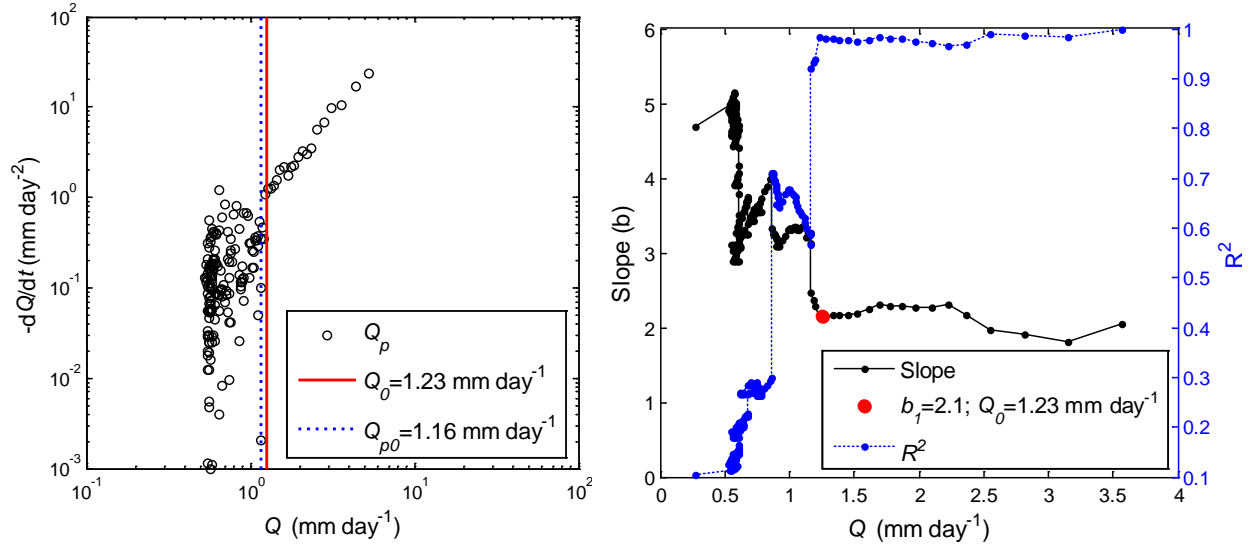 10^2
10^1
10^0
10^-1
10^-2
10^-3
-dQ/dt (mm day^-2)
Q_p
Q_0=1.23 mm day^-1
Q_p0=1.16 mm day^-1
10^-1
10^0
10^1
10^2
Q (mm day^-1)
6
5
4
3
2
1
0
Slope (b)
1
0.9
0.8
0.7
0.6
0.5
0.4
0.3
0.2
0.1
R^2
Slope
b_1=2.1; Q_0=1.23 mm day^-1
R^2
0 0.5 1 1.5 2 2.5 3 3.5 4
Q (mm day^-1)